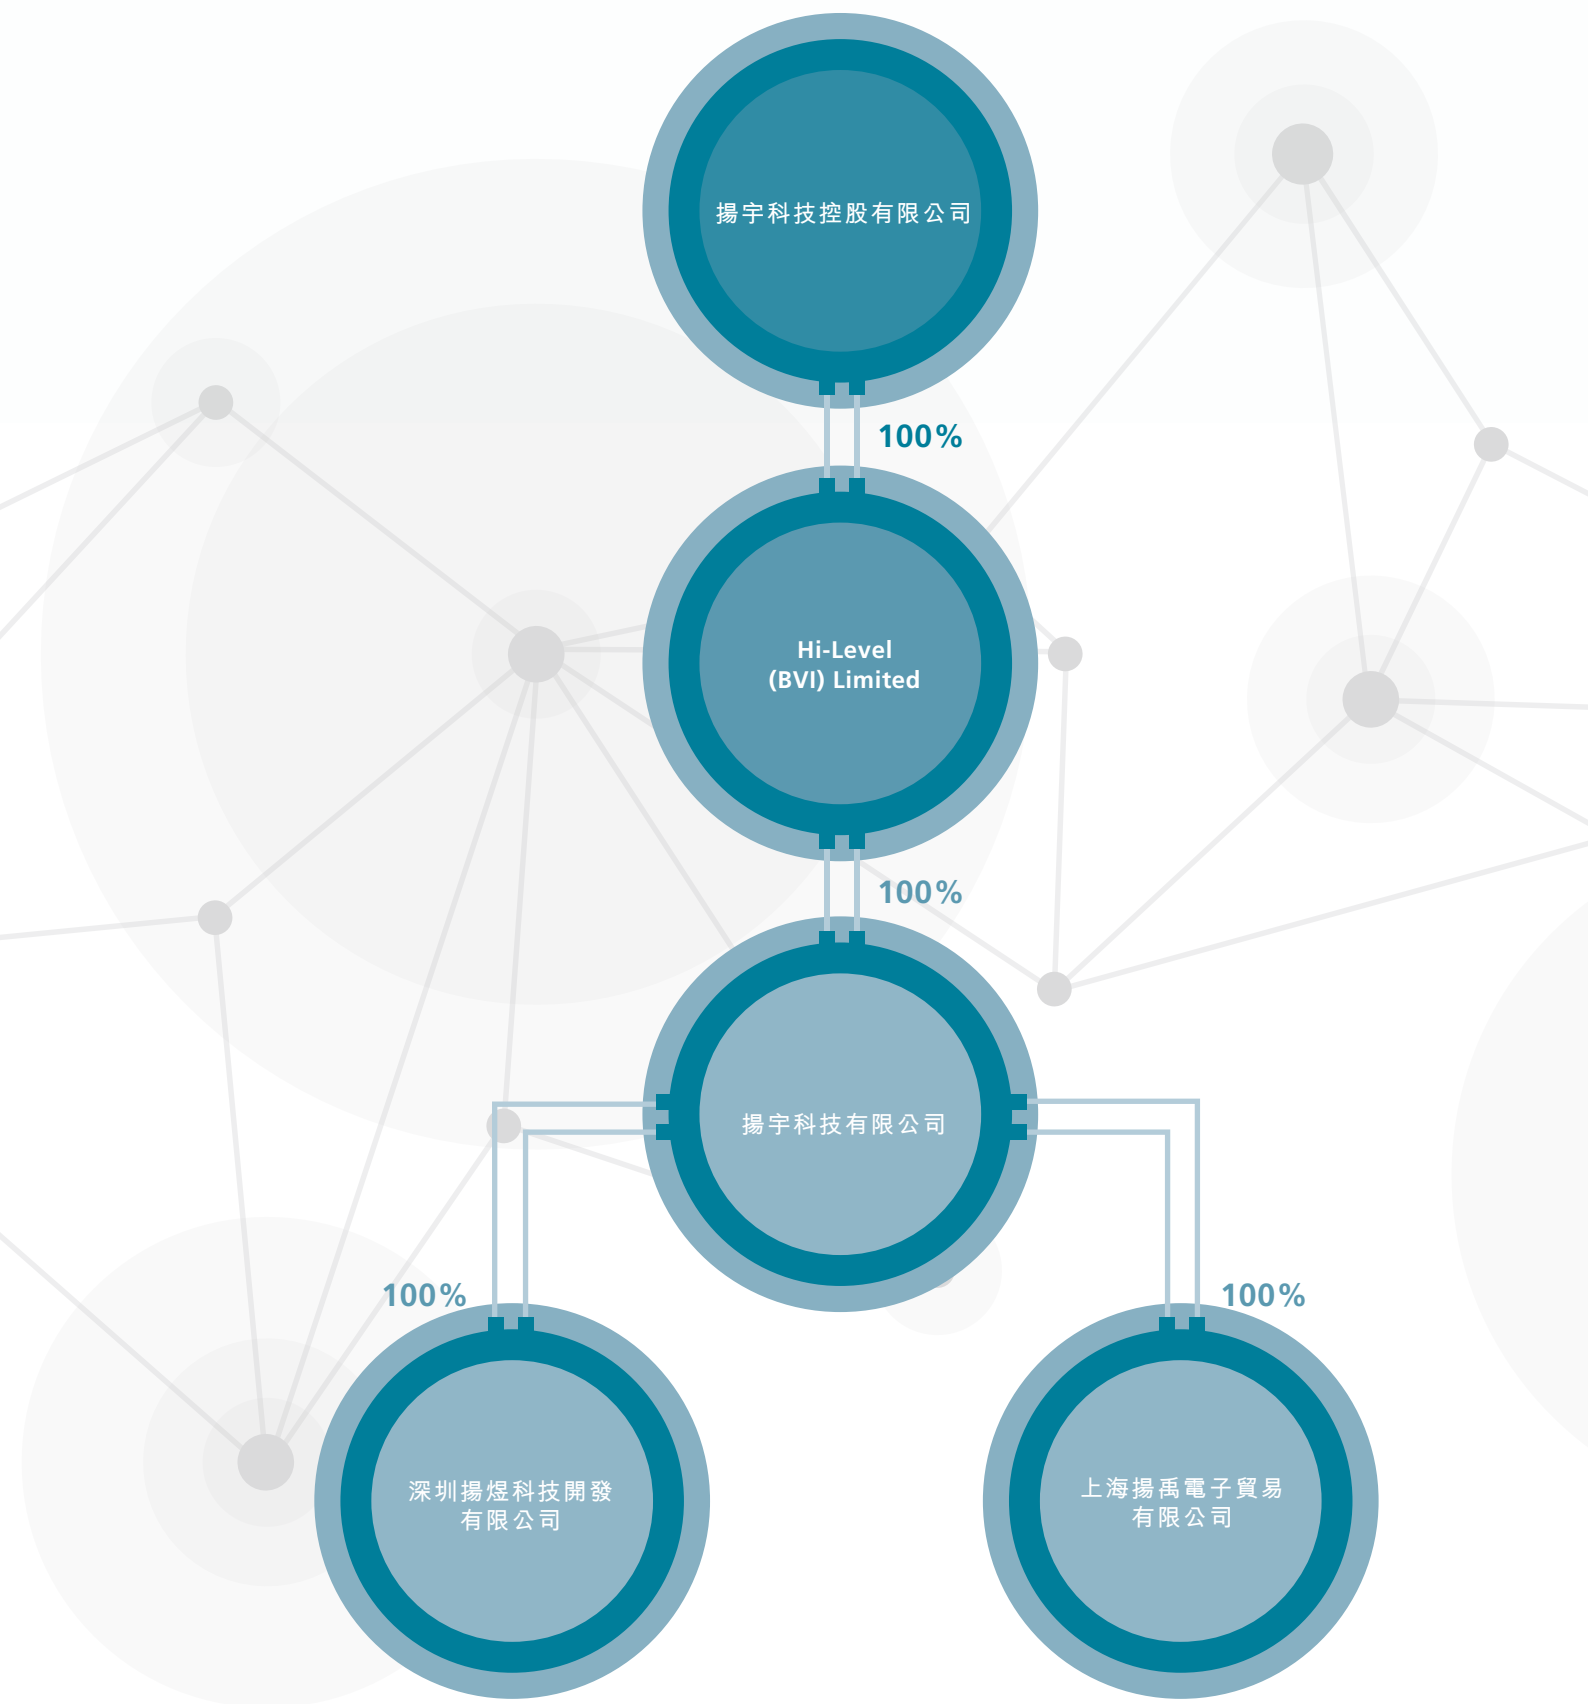 揚宇科技控股有限公司
100%
Hi-Level
(BVI) Limited
100%
揚宇科技有限公司
100%
100%
深圳揚煜科技開發
有限公司
上海揚禹電子貿易
有限公司